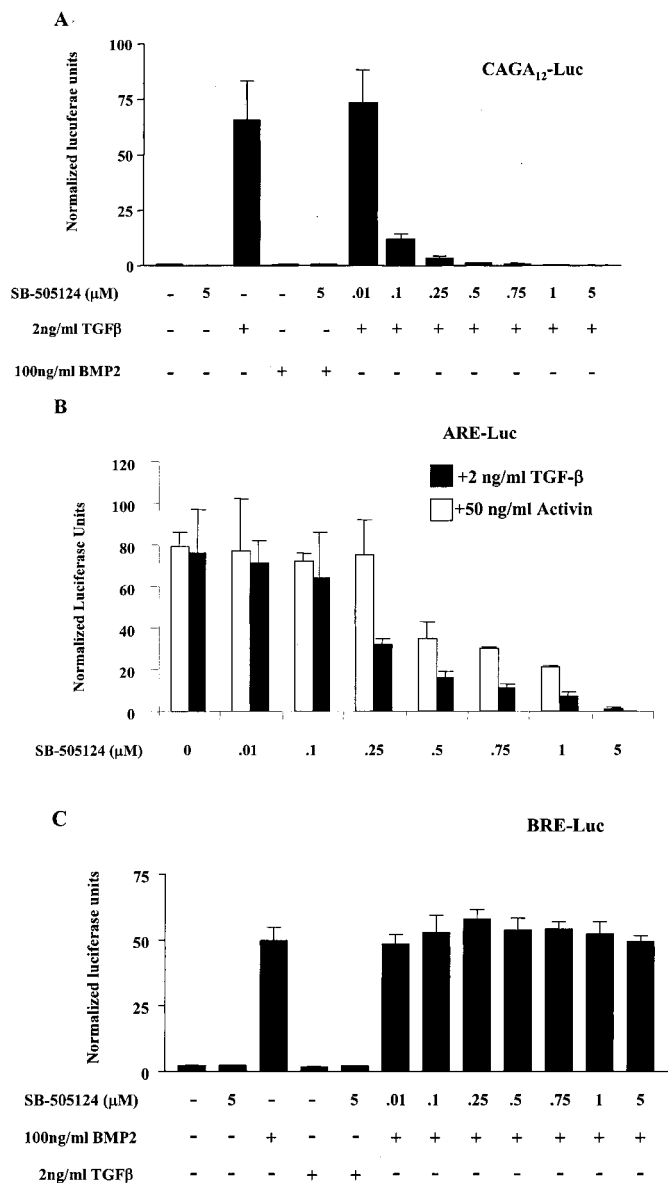 A
CAGA12-Luc
Normalized lucuferae units
100
75
50
25
0
SB-505124 (μM) - 5 - - 5 .01 .1 .25 .5 .75 1 5
2ng/ml TGFβ - - + - - + + + + + + +
100ng/ml BMP2 - - - + + - - - - - - -
B
ARE-Luc
Normalized Luciferase Units
120
100
80
60
40
20
0
+2 ng/ml TGF-β
+50 ng/ml Activin
SB-505124 (μM) 0 .01 .1 .25 .5 .75 1 5
C
BRE-Luc
Normalized luciferase units
75
50
25
0
SB-505124 (μM) - 5 - - 5 .01 .1 .25 .5 .75 1 5
100ng/ml BMP2 - - + - - + + + + + + +
2ng/ml TGFβ - - - + + - - - - - - -